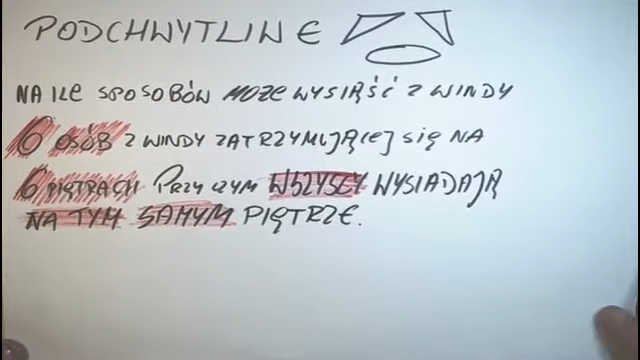 PODCHWYTLIWE
NA ILE SPOSOBÓW MOŻE WYSIĄŚĆ Z WINDY
6 OSÓB Z WINDY ZATRZYMUJĄCEJ SIĘ NA
6 PIĘTRACH PRZY CZYM WSZYSCY WYSIADAJĄ
NA TYM SAMYM PIĘTRZE.